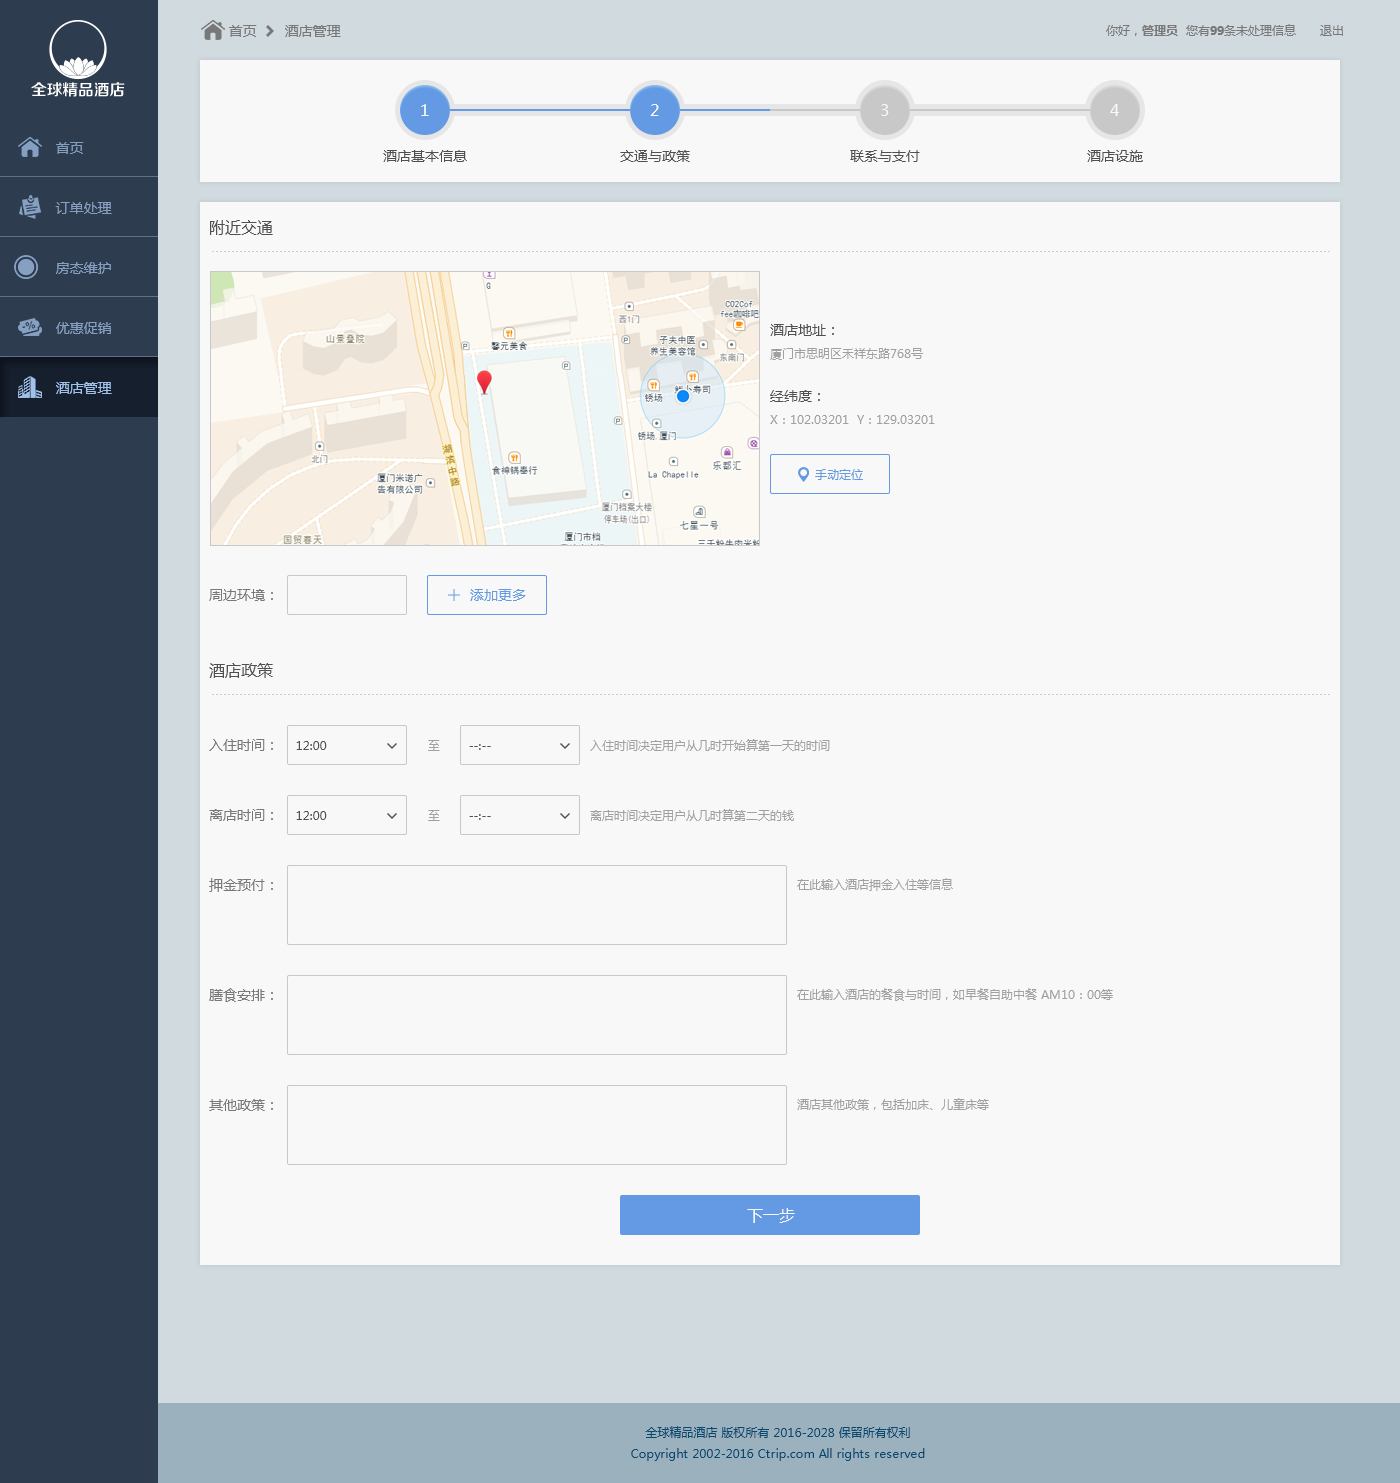 全球精品酒店
首页
订单处理
房态维护
优惠促销
酒店管理
首页 酒店管理
你好，管理员 您有99条未处理信息 退出
1 2 3 4
酒店基本信息 交通与政策 联系与支付 酒店设施
附近交通
G
CO2Cof
fee咖啡吧
西1门
山景叠院
馨元美食
子夫中医
养生美容馆
东南门
P
P
P
P
寿司
锈场
锈场.厦门
北门
湖滨中路
食神锅奉行
La Chapelle
乐都汇
厦门米诺广
告有限公司
厦门档案大楼
停车场(出口)
七星一号
国贸春天
厦门市档
酒店地址：
厦门市思明区禾祥东路768号
经纬度：
X：102.03201 Y：129.03201
手动定位
周边环境： 添加更多
酒店政策
入住时间： 12:00 至 --:-- 入住时间决定用户从几时开始算第一天的时间
离店时间： 12:00 至 --:-- 离店时间决定用户从几时算第二天的钱
押金预付： 在此输入酒店押金入住等信息
膳食安排： 在此输入酒店的餐食与时间，如早餐自助中餐 AM10：00等
其他政策： 酒店其他政策，包括加床、儿童床等
下一步
全球精品酒店 版权所有 2016-2028 保留所有权利
Copyright 2002-2016 Ctrip.com All rights reserved